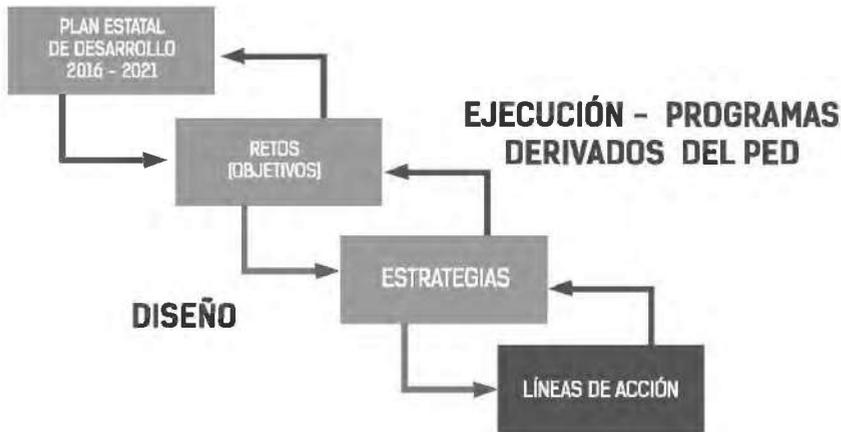 PLAN ESTATAL
DE DESARROLLO
2016 - 2021
RETOS
(OBJETIVOS)
EJECUCIÓN - PROGRAMAS
DERIVADOS DEL PED
ESTRATEGIAS
DISEÑO
LÍNEAS DE ACCIÓN